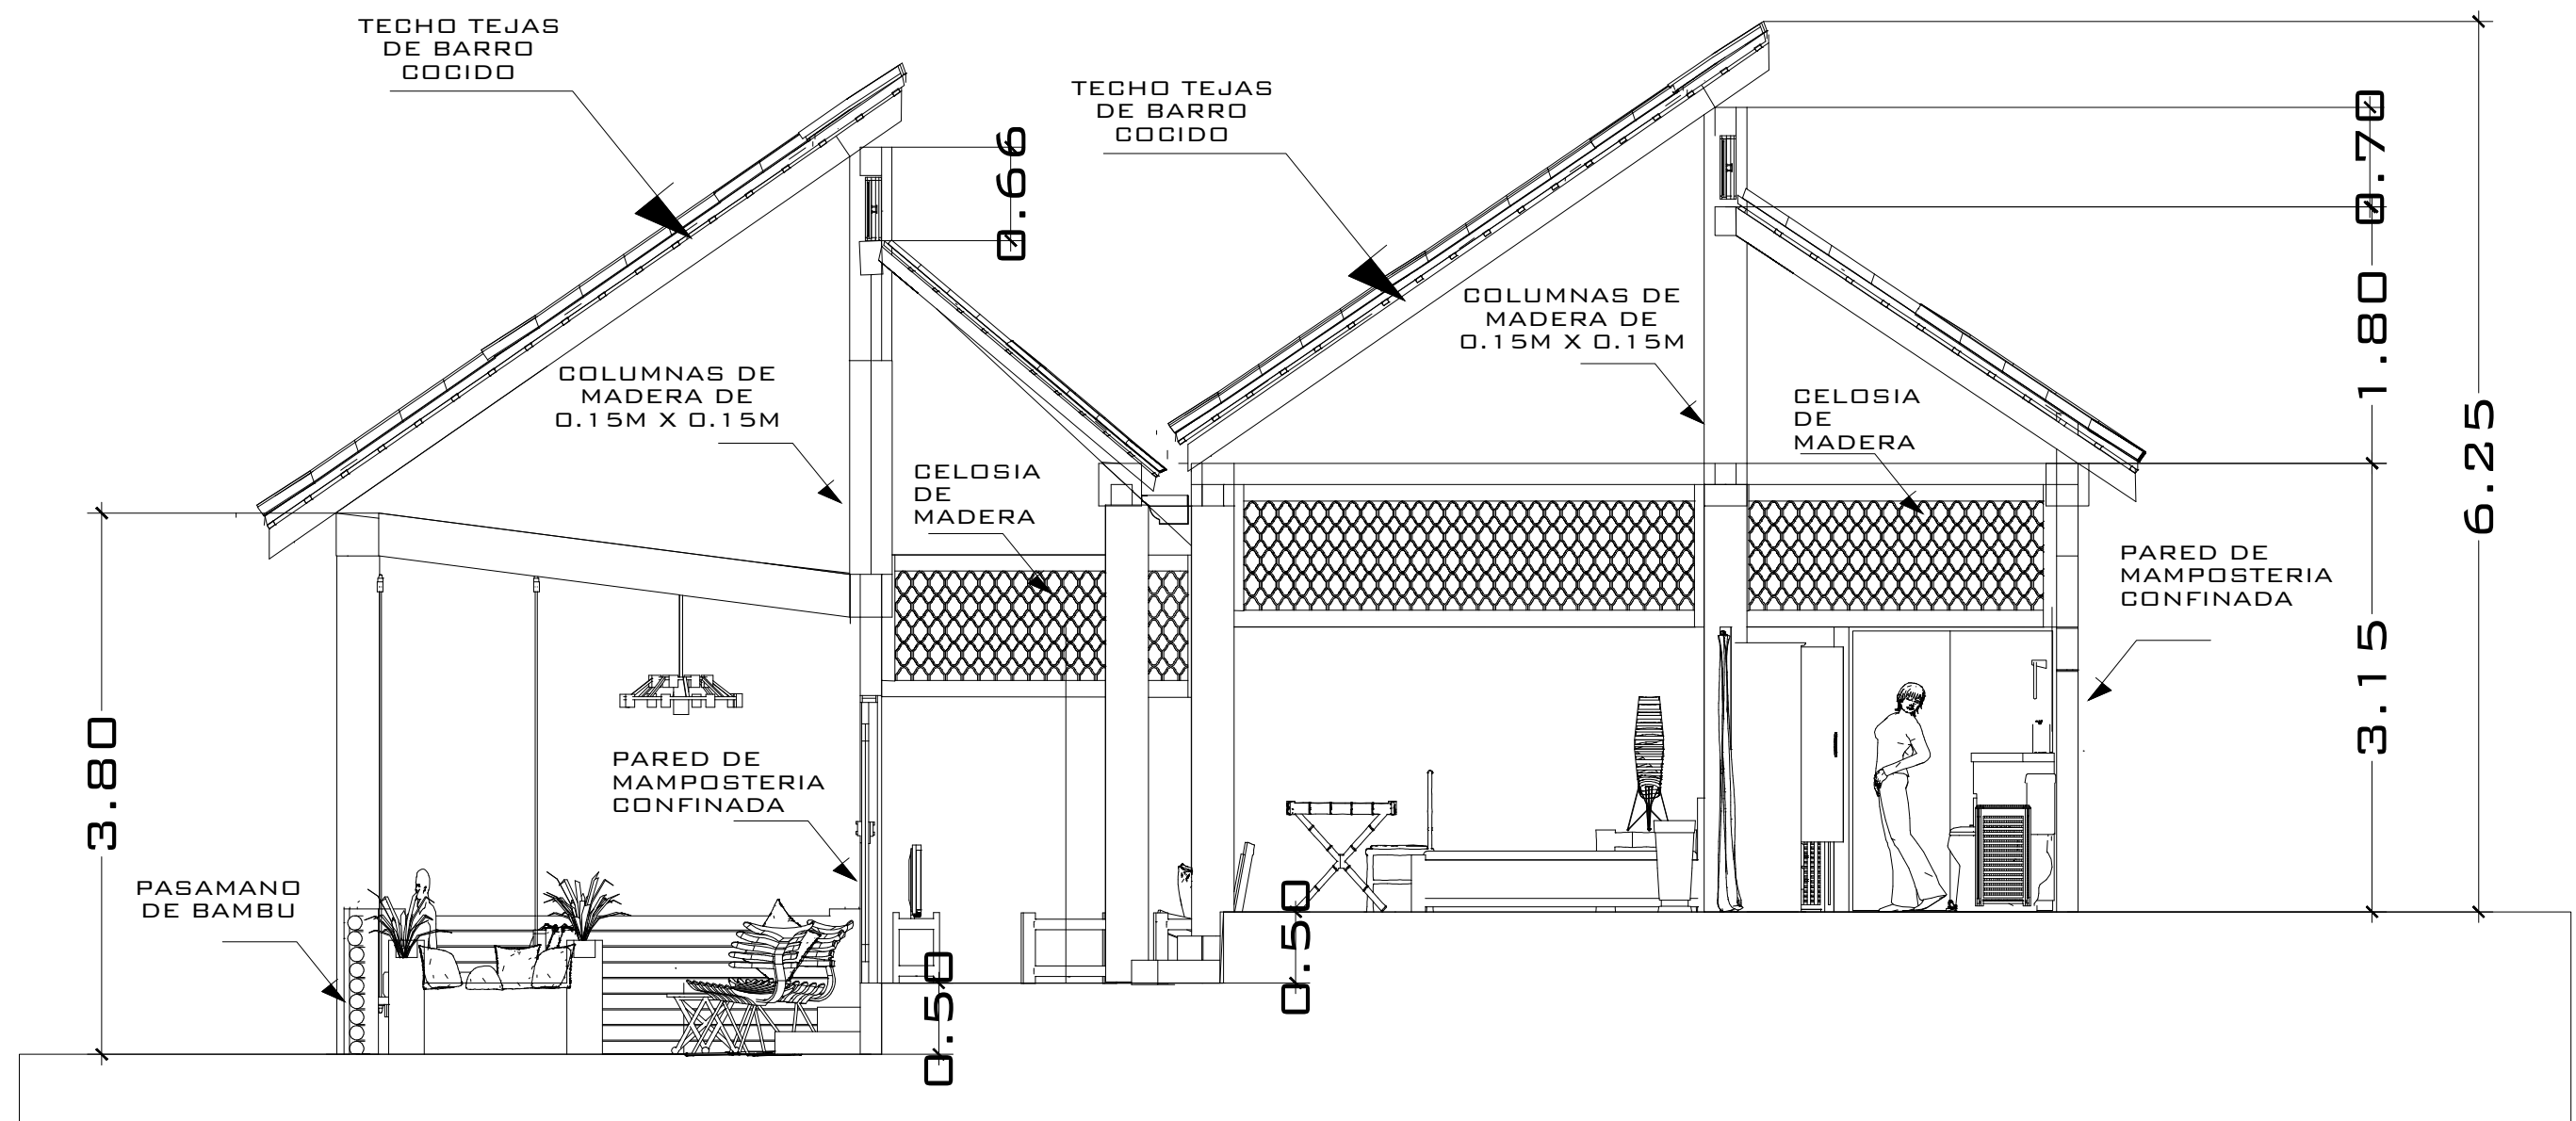 TECHO TEJAS
DE BARRO
COCIDO
TECHO TEJAS
DE BARRO
COCIDO
0.66
0.70
COLUMNAS DE
MADERA DE
0.15M X 0.15M
1.80
COLUMNAS DE
MADERA DE
0.15M X 0.15M
CELOSIA
DE
MADERA
6.25
CELOSIA
DE
MADERA
PARED DE
MAMPOSTERIA
CONFINADA
3.15
3.80
PARED DE
MAMPOSTERIA
CONFINADA
PASAMANO
DE BAMBU
0.50
0.50